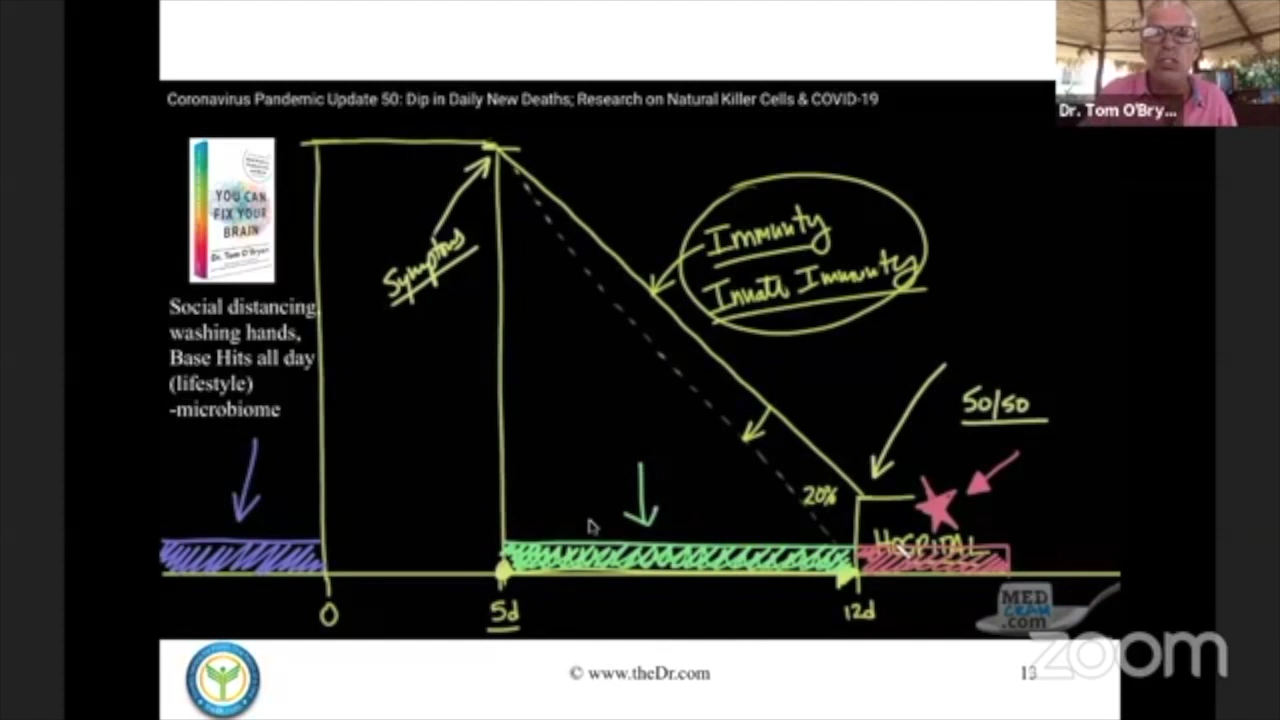 Coronavirus Pandemic Update 50: Dip in Daily New Deaths; Research on Natural Killer Cells & COVID-19
Dr. Tom O'Bry...
YOU CAN
FIX YOUR
BRAIN
Dr. Tom O'Bryan
Symptoms
Immunity
Innate Immunity
Social distancing,
washing hands,
Base Hits all day
(lifestyle)
-microbiome
50/50
20%
HOSPITAL
0
5d
12d
MED
CRAM
.com
zoom
© www.theDr.com
13